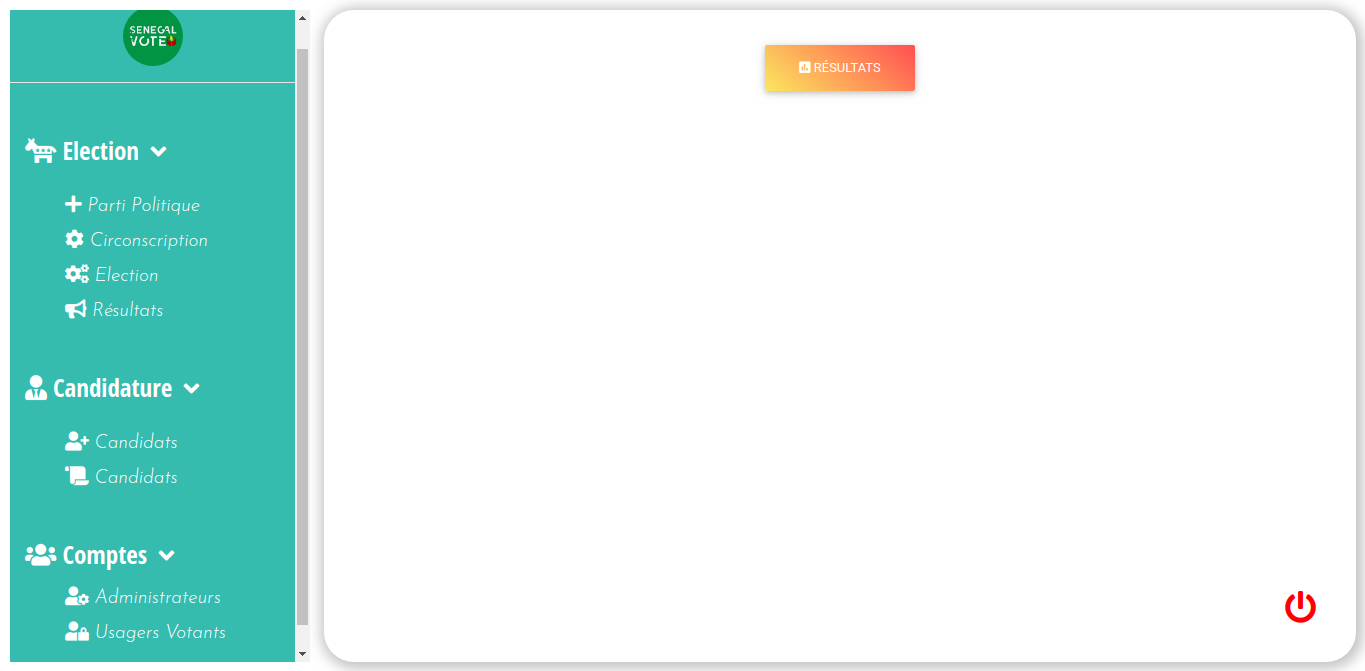 SENEGAL
VOTE
Election
Parti Politique
Circonscription
Election
Résultats
Candidature
Candidats
Candidats
Comptes
Administrateurs
Usagers Votants
RÉSULTATS